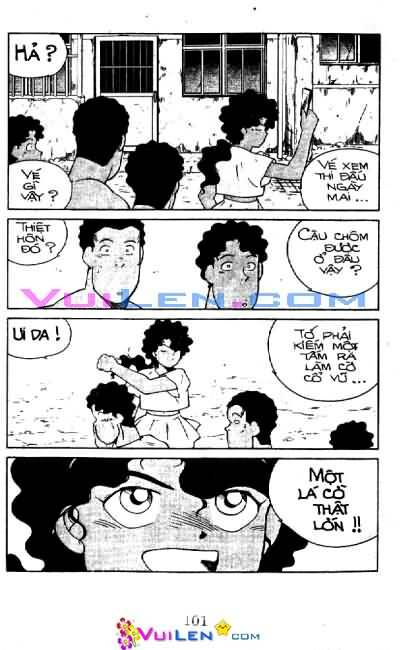 HẢ ?
VÉ XEM
THI ĐẤU
NGÀY
MAI ...
VÉ
GÌ
VẬY ?
THIỆT
HÔN
ĐÓ ?
CẬU CHÔM
ĐƯỢC
Ở ĐÂU
VẬY ?
VUILEN.COM
UI DA !
TỚ PHẢI
KIẾM MỘT
TẤM RA
LÀM CỜ
CỔ VŨ ...
MỘT
LÁ CỜ
THẬT
LỚN !!
101
VUILEN.COM